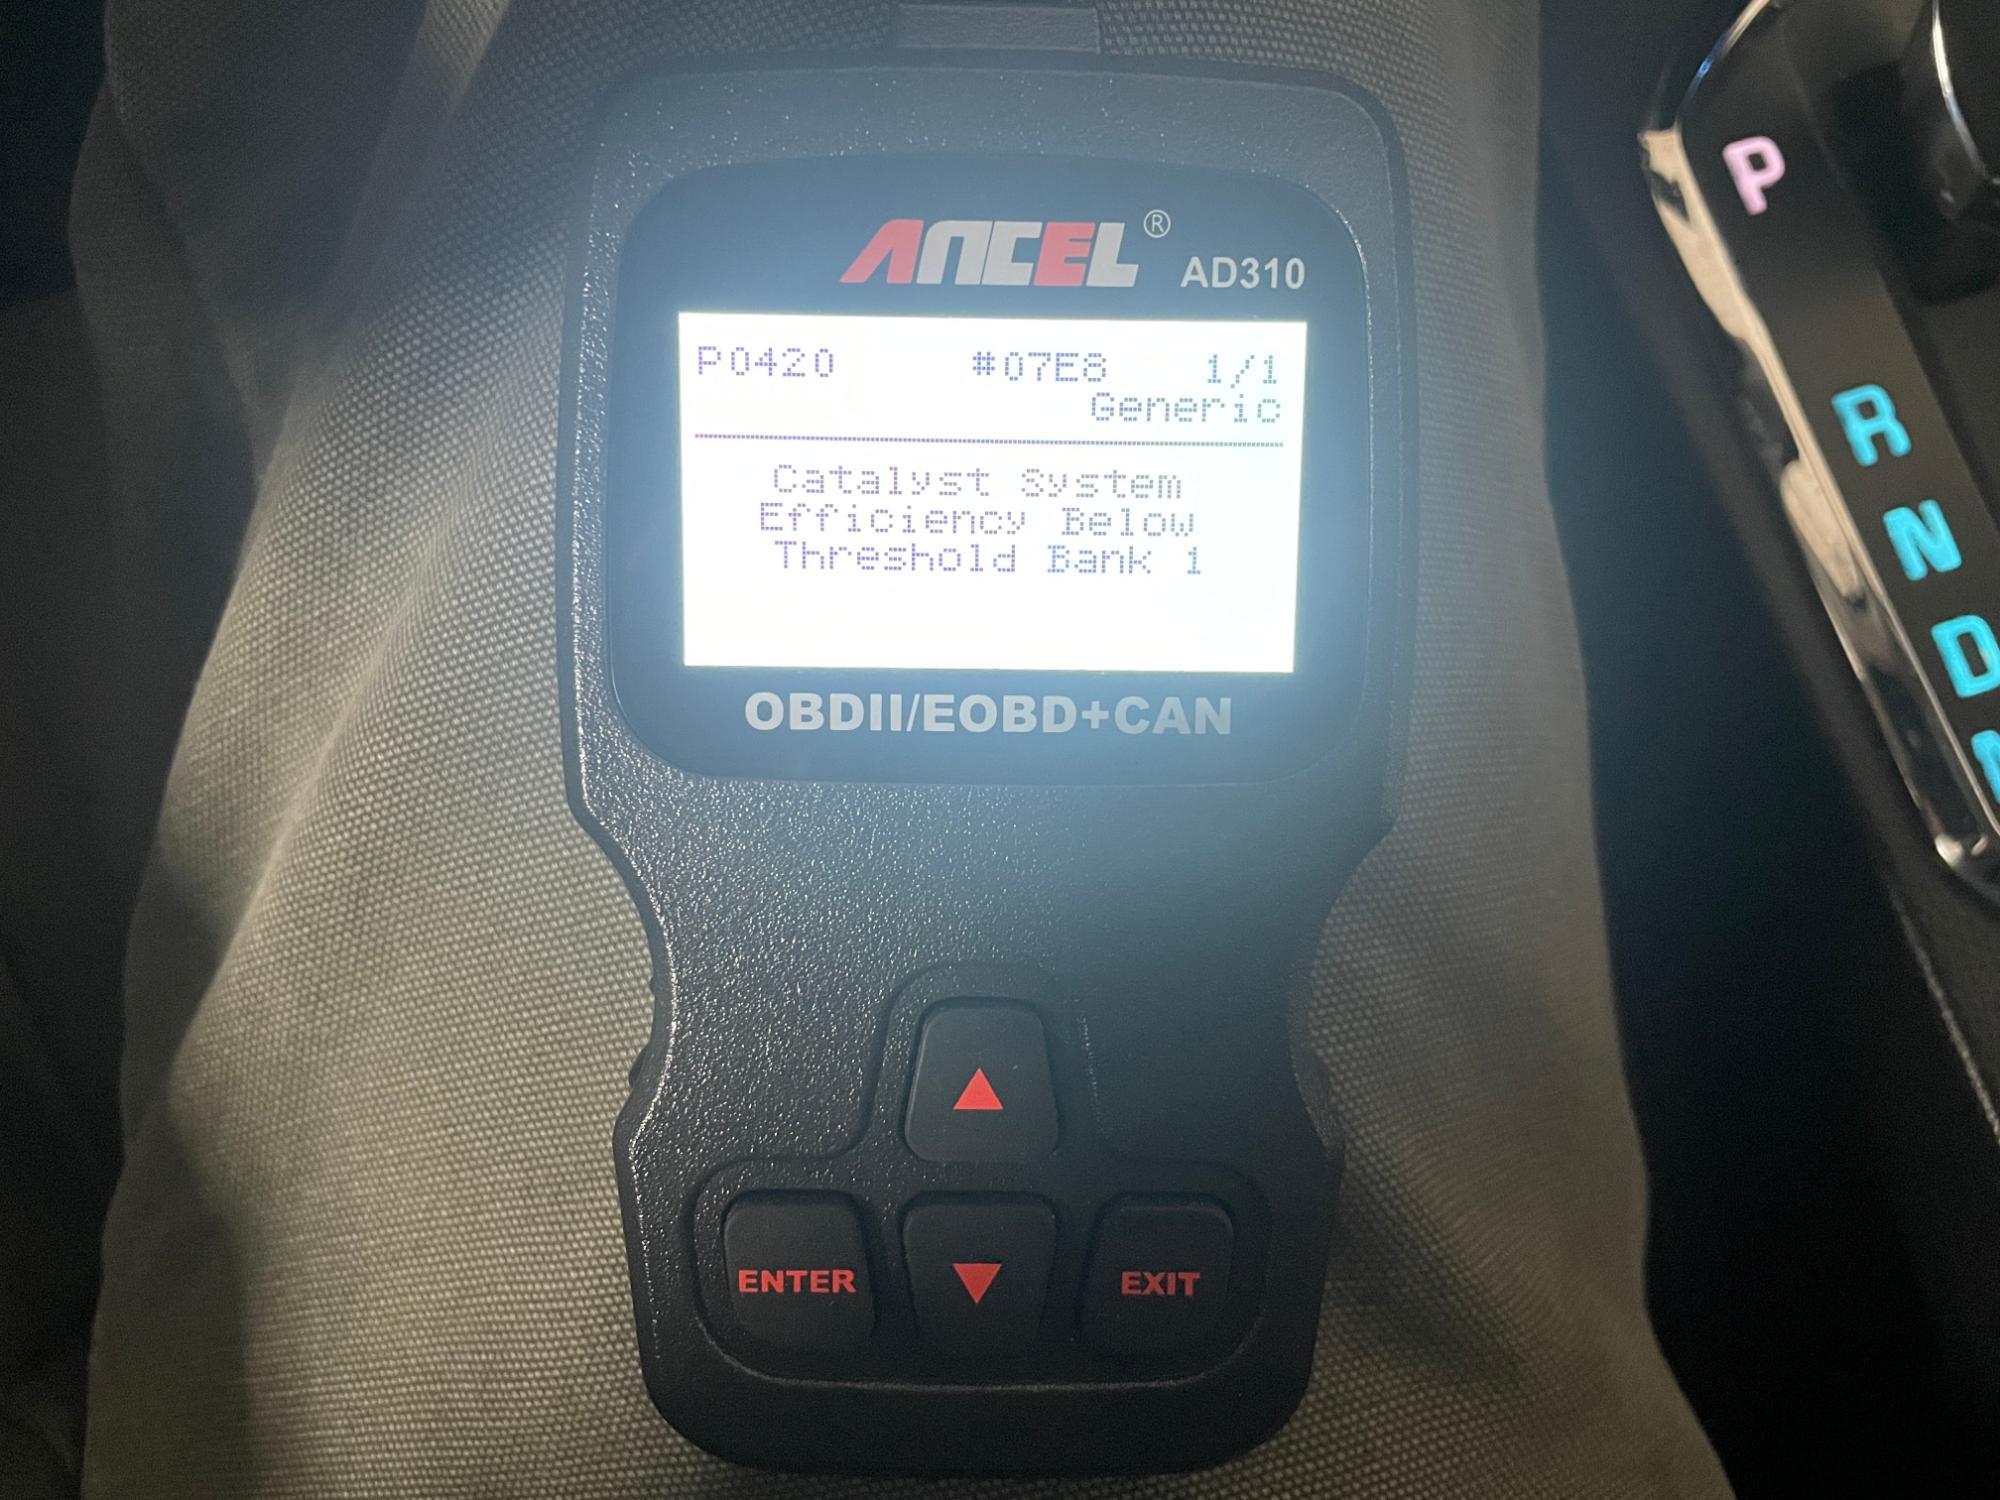 ANCEL® AD310
P0420 #07E8 1/1
Generic
Catalyst System
Efficiency Below
Threshold Bank 1
OBDII/EOBD+CAN
ENTER
EXIT
P
R
N
D